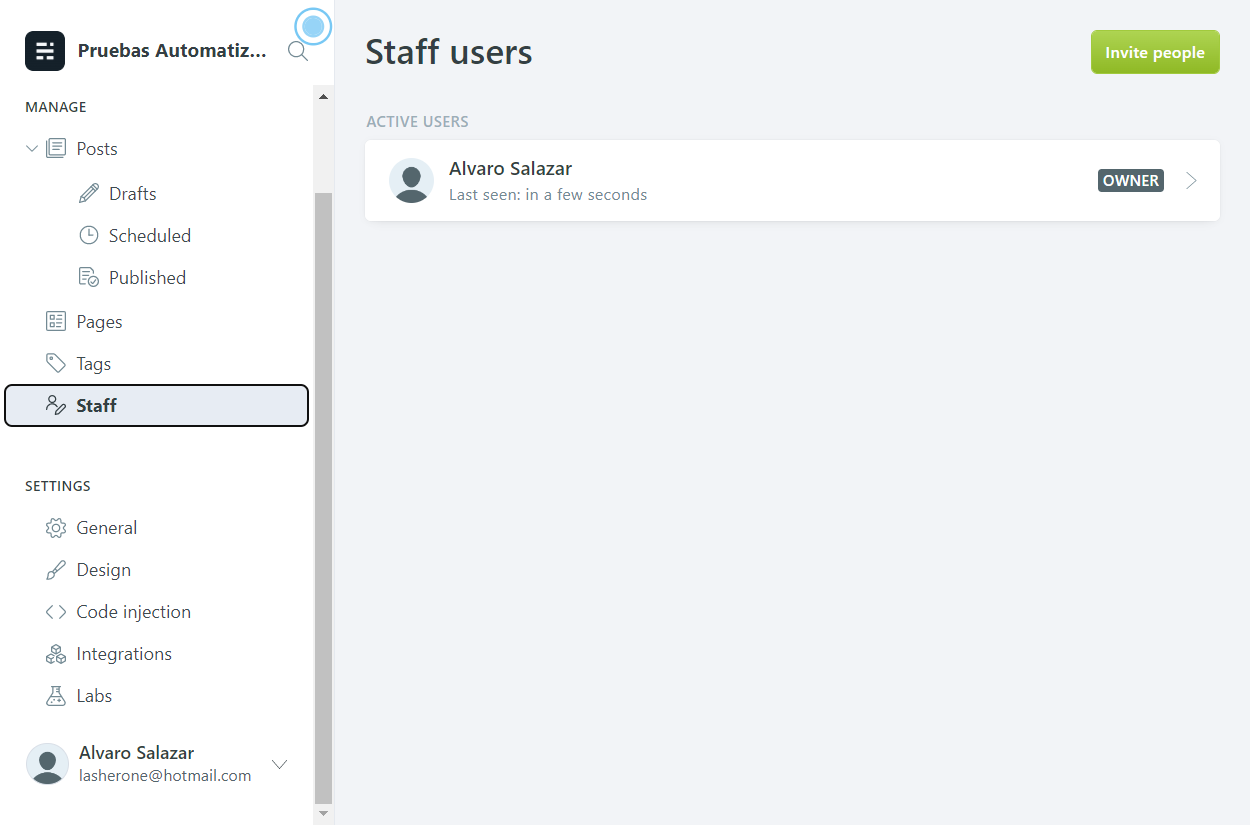 Pruebas Automatiz...
MANAGE
Posts
Drafts
Scheduled
Published
Pages
Tags
Staff
SETTINGS
General
Design
Code injection
Integrations
Labs
Alvaro Salazar
lasherone@hotmail.com
Staff users
Invite people
ACTIVE USERS
Alvaro Salazar
Last seen: in a few seconds
OWNER